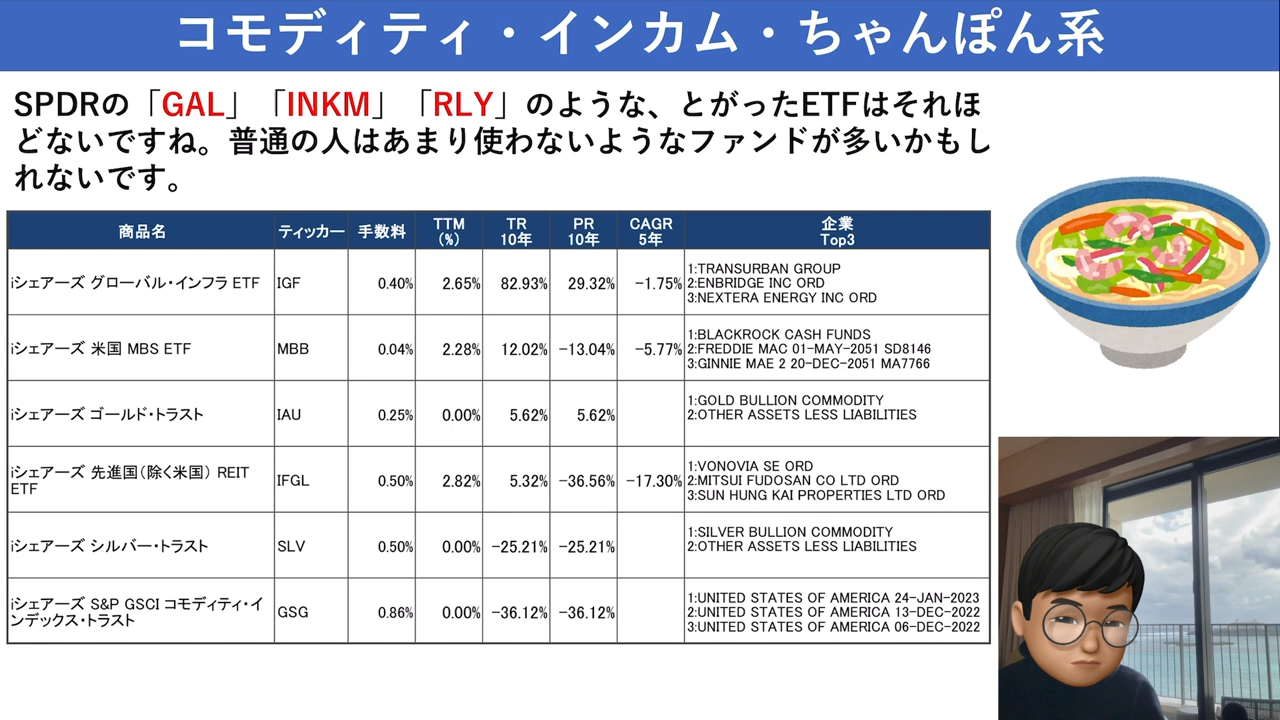 コモディティ・インカム・ちゃんぽん系
SPDRの「GAL」「INKM」「RLY」のような、とがったETFはそれほ
どないですね。普通の人はあまり使わないようなファンドが多いかもし
れないです。
商品名 ティッカー 手数料 TTM (%) TR 10年 PR 10年 CAGR 5年 企業 Top3
iシェアーズ グローバル・インフラ ETF IGF 0.40% 2.65% 82.93% 29.32% −1.75% 1:TRANSURBAN GROUP
2:ENBRIDGE INC ORD
3:NEXTERA ENERGY INC ORD
iシェアーズ 米国 MBS ETF MBB 0.04% 2.28% 12.02% −13.04% −5.77% 1:BLACKROCK CASH FUNDS
2:FREDDIE MAC 01-MAY-2051 SD8146
3:GINNIE MAE 2 20-DEC-2051 MA7766
iシェアーズ ゴールド・トラスト IAU 0.25% 0.00% 5.62% 5.62% 1:GOLD BULLION COMMODITY
2:OTHER ASSETS LESS LIABILITIES
iシェアーズ 先進国（除く米国） REIT
ETF IFGL 0.50% 2.82% 5.32% −36.56% −17.30% 1:VONOVIA SE ORD
2:MITSUI FUDOSAN CO LTD ORD
3:SUN HUNG KAI PROPERTIES LTD ORD
iシェアーズ シルバー・トラスト SLV 0.50% 0.00% −25.21% −25.21% 1:SILVER BULLION COMMODITY
2:OTHER ASSETS LESS LIABILITIES
iシェアーズ S&P GSCI コモディティ・イ
ンデックス・トラスト GSG 0.86% 0.00% −36.12% −36.12% 1:UNITED STATES OF AMERICA 24-JAN-2023
2:UNITED STATES OF AMERICA 13-DEC-2022
3:UNITED STATES OF AMERICA 06-DEC-2022